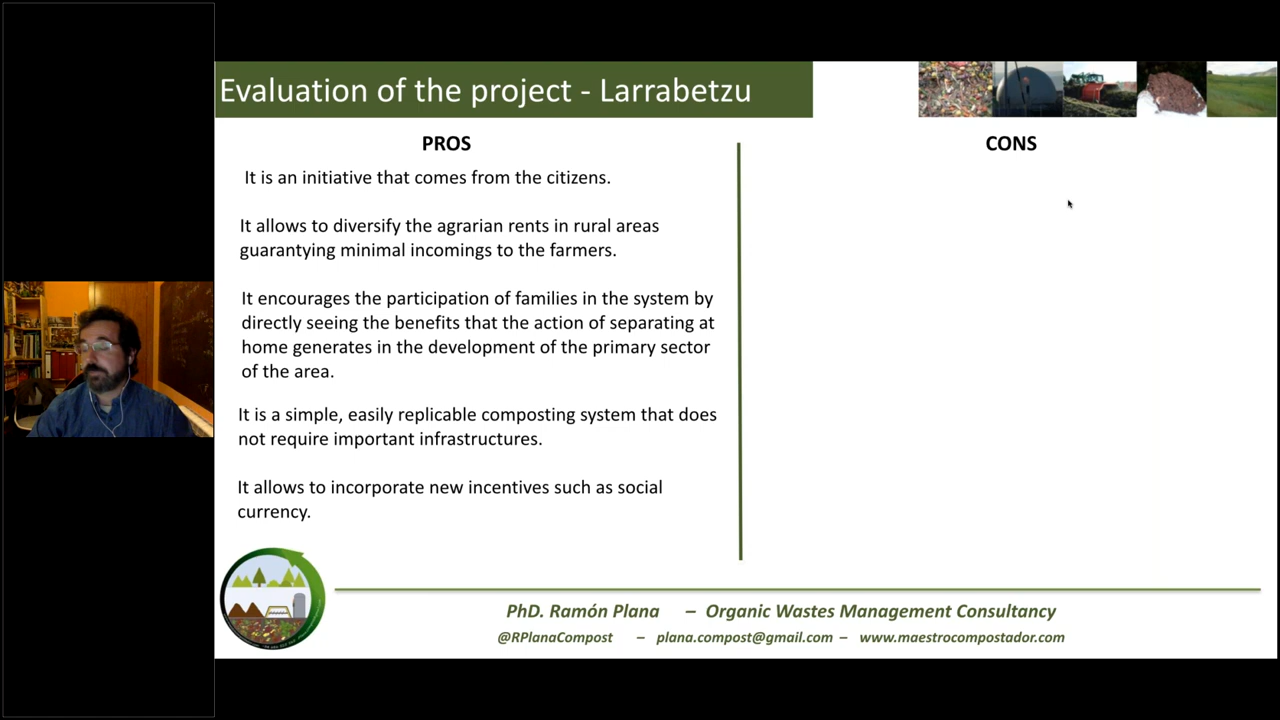 Evaluation of the project - Larrabetzu
PROS
It is an initiative that comes from the citizens.
It allows to diversify the agrarian rents in rural areas
guarantying minimal incomings to the farmers.
It encourages the participation of families in the system by
directly seeing the benefits that the action of separating at
home generates in the development of the primary sector
of the area.
It is a simple, easily replicable composting system that does
not require important infrastructures.
It allows to incorporate new incentives such as social
currency.
CONS
PhD. Ramón Plana – Organic Wastes Management Consultancy
@RPlanaCompost – plana.compost@gmail.com – www.maestrocompostador.com